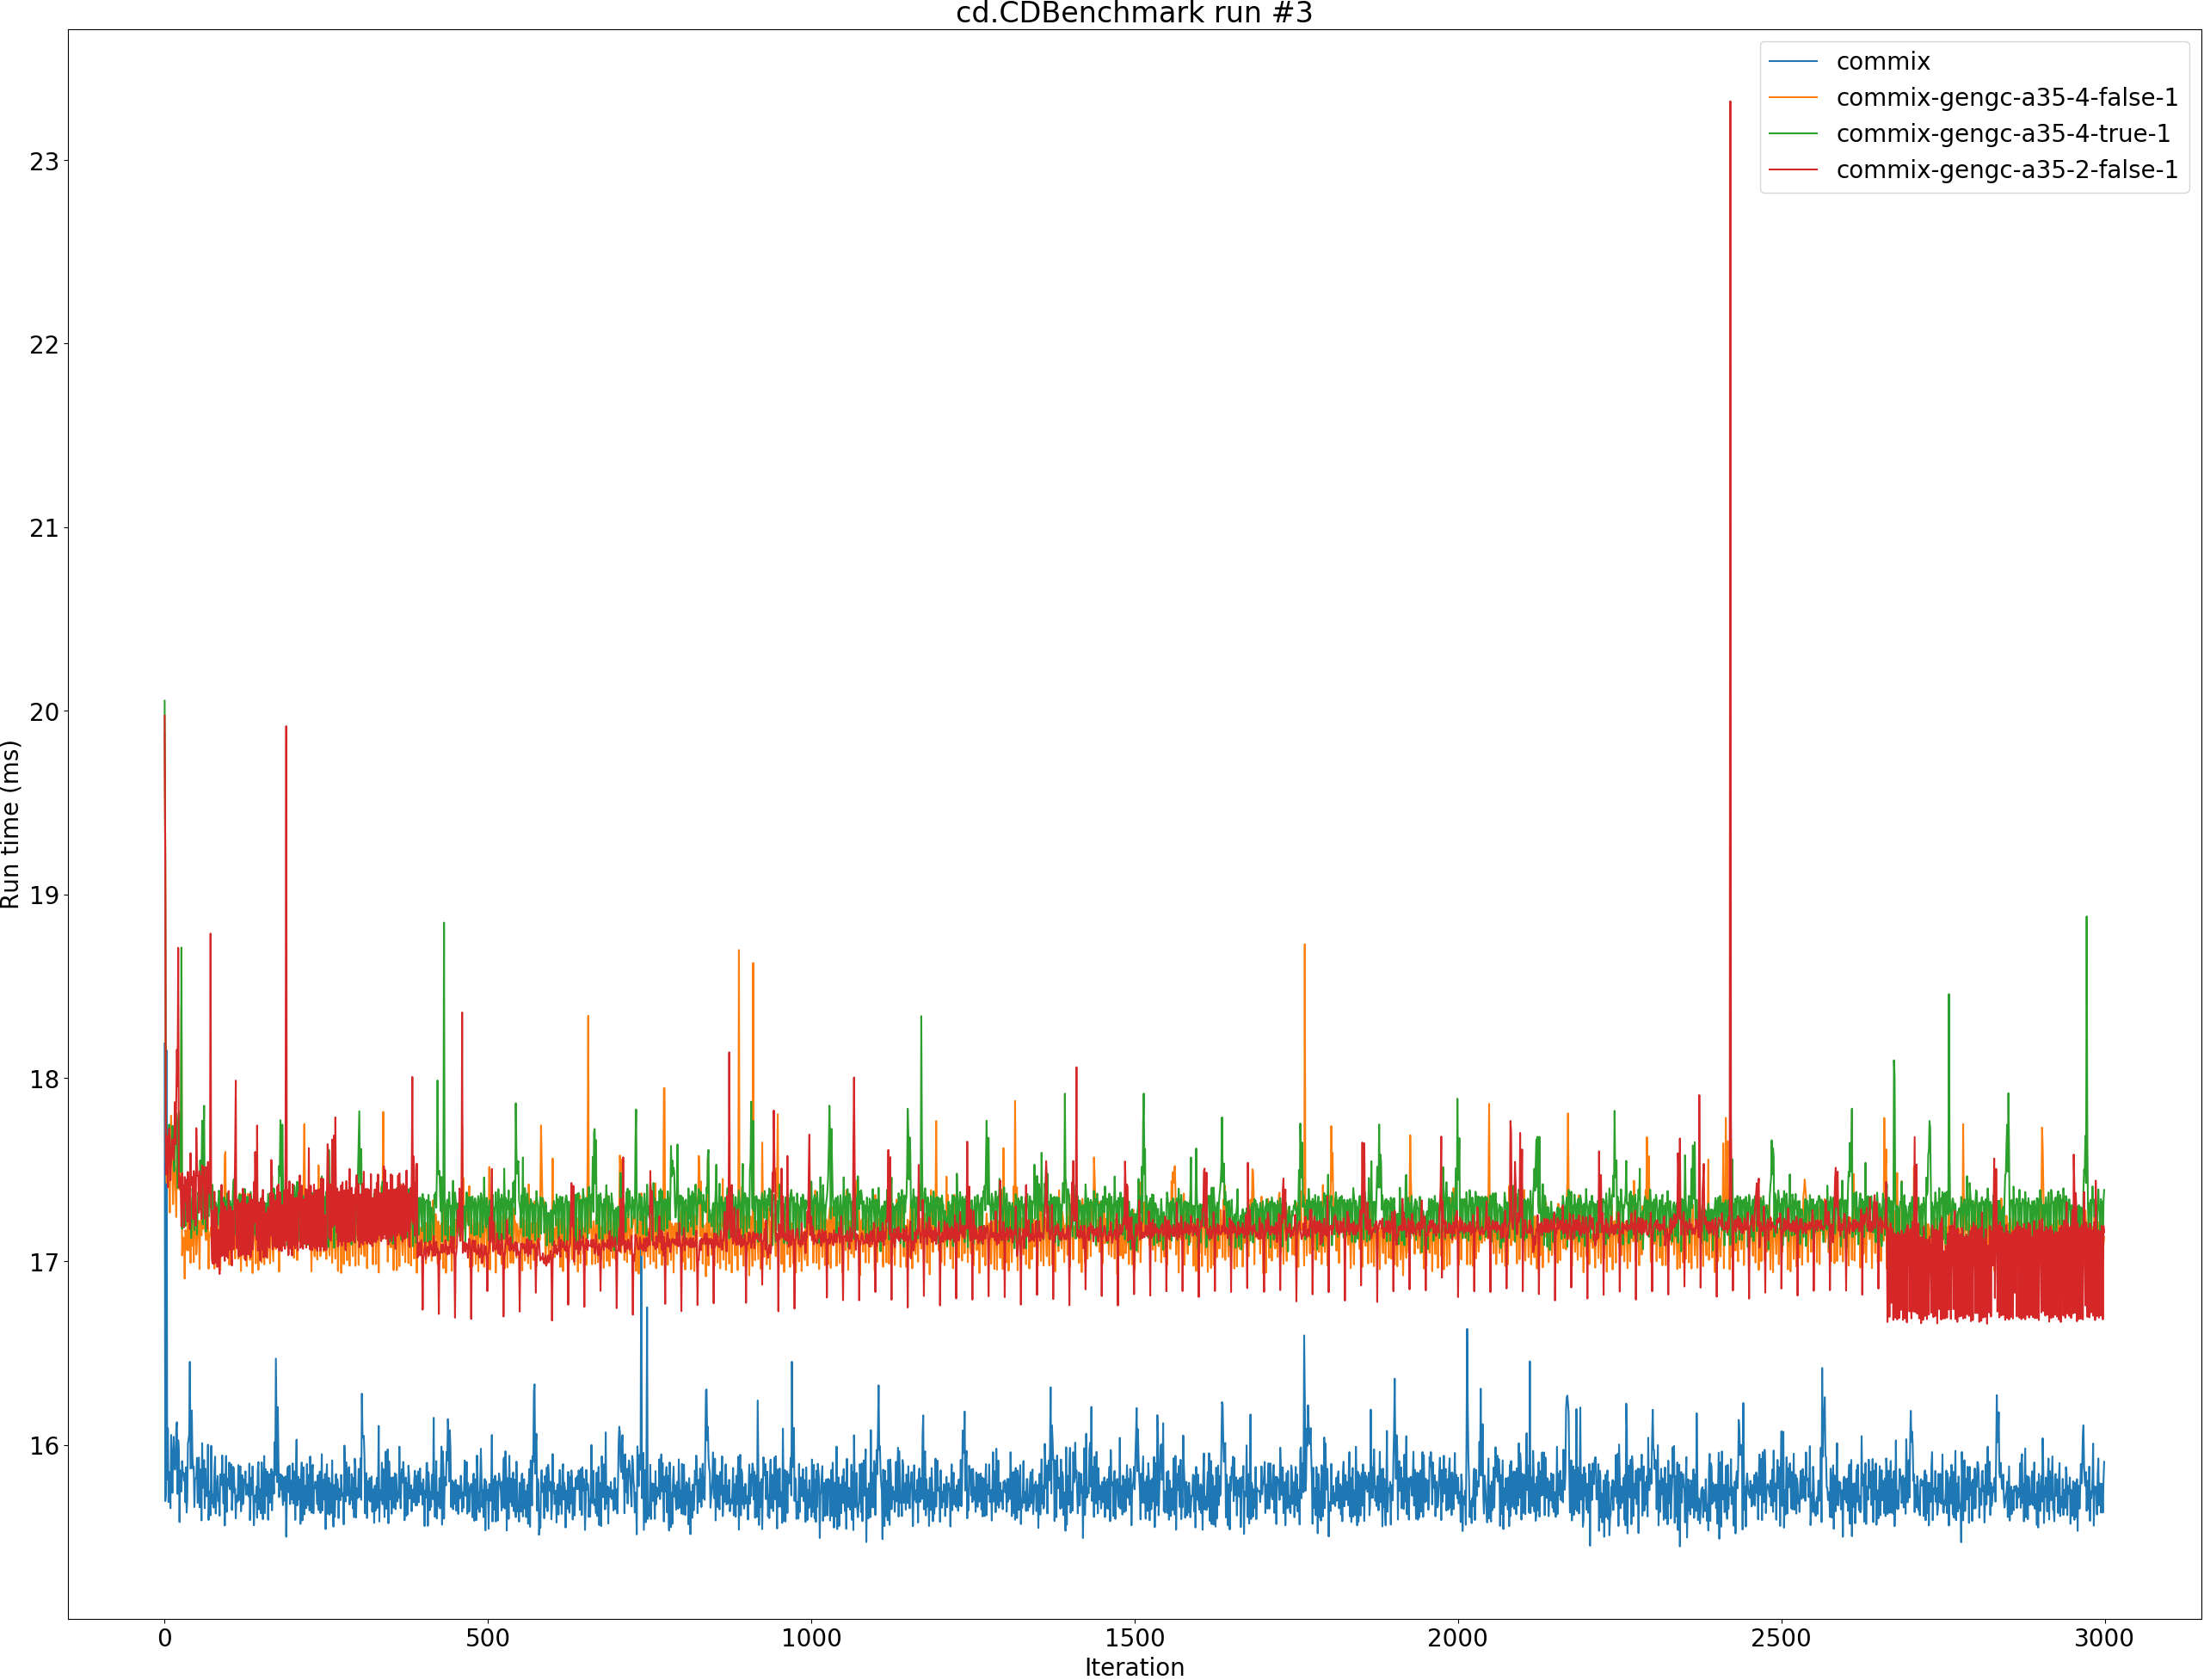 cd.CDBenchmark run #3
commix
commix-gengc-a35-4-false-1
commix-gengc-a35-4-true-1
commix-gengc-a35-2-false-1
Run time (ms)
23
22
21
20
19
18
17
16
0 500 1000 1500 2000 2500 3000
Iteration